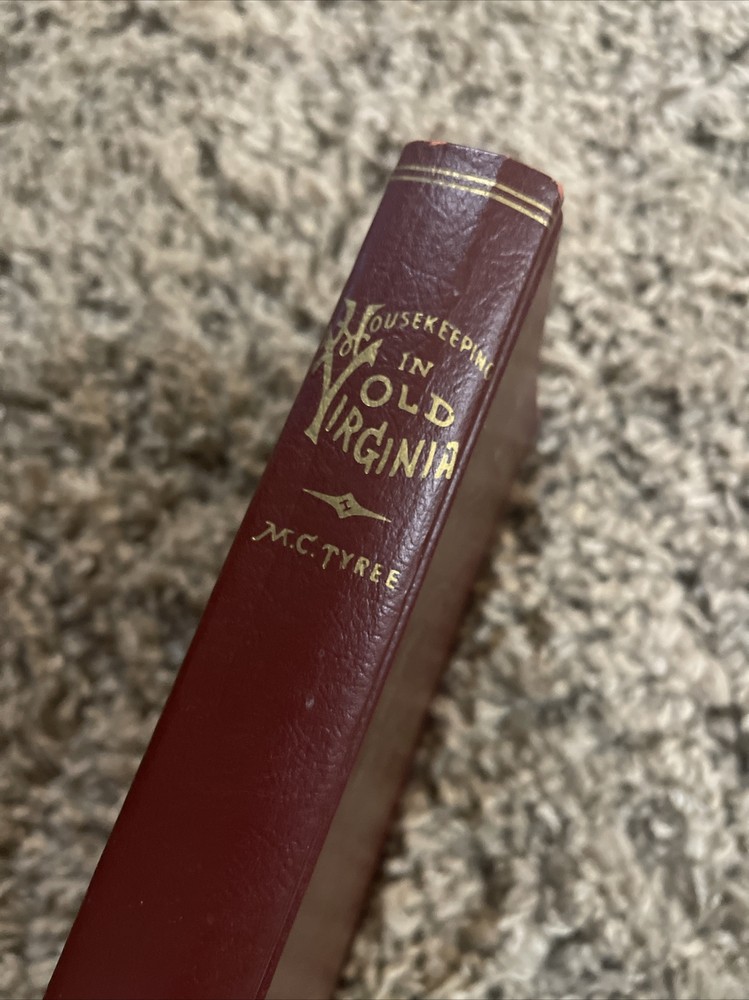 HOUSEKEEPING
IN
OLD
VIRGINIA
I
M.C. TYREE